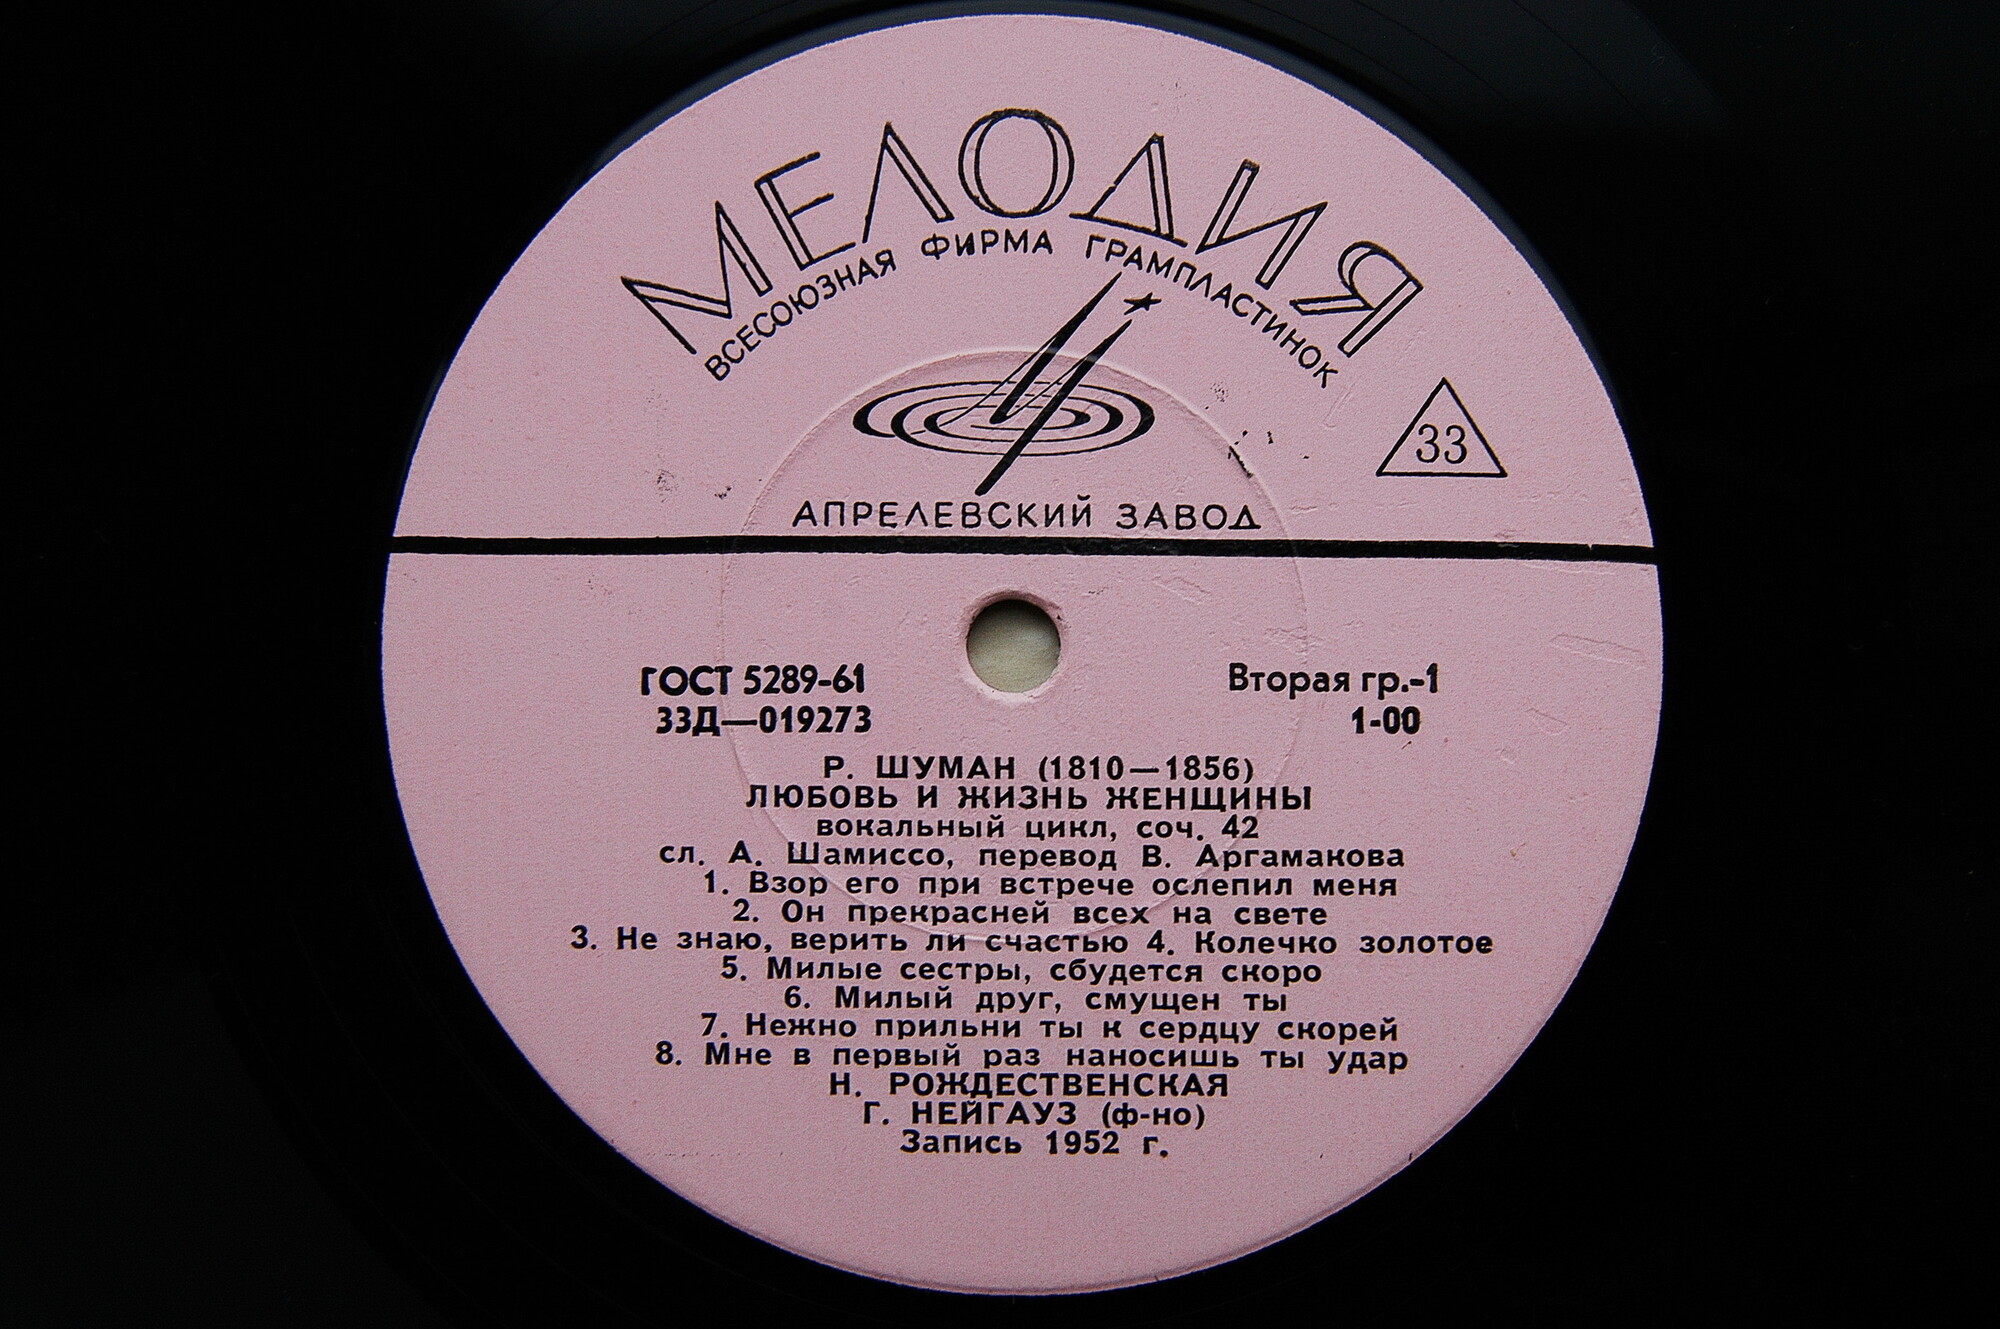 МЕЛОДИЯ
ВСЕСОЮЗНАЯ ФИРМА ГРАМПЛАСТИНОК
33
АПРЕЛЕВСКИЙ ЗАВОД
ГОСТ 5289-61
Вторая гр.-1
33Д—019273
1-00
Р. ШУМАН (1810—1856)
ЛЮБОВЬ И ЖИЗНЬ ЖЕНЩИНЫ
вокальный цикл, соч. 42
сл. А. Шамиссо, перевод В. Аргамакова
1. Взор его при встрече ослепил меня
2. Он прекрасней всех на свете
3. Не знаю, верить ли счастью 4. Колечко золотое
5. Милые сестры, сбудется скоро
6. Милый друг, смущен ты
7. Нежно прильни ты к сердцу скорей
8. Мне в первый раз наносишь ты удар
Н. РОЖДЕСТВЕНСКАЯ
Г. НЕЙГАУЗ (ф-но)
Запись 1952 г.